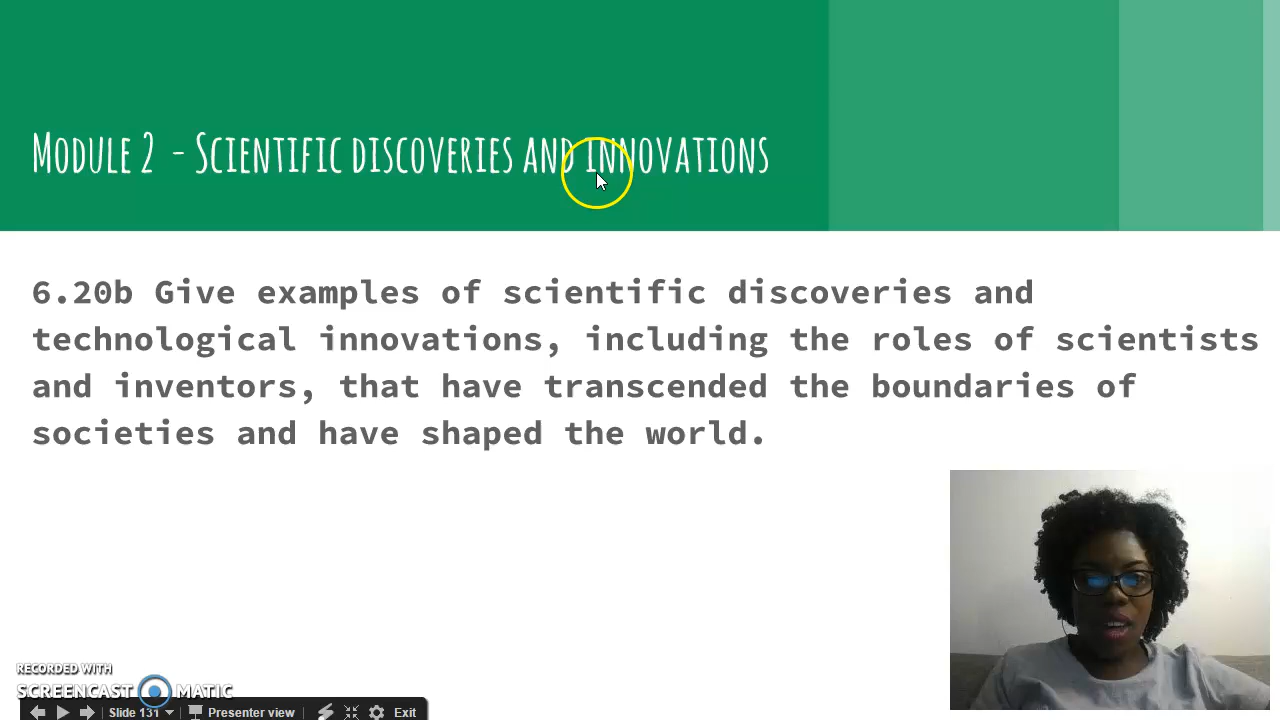 Module 2 - Scientific discoveries and innovations
6.20b Give examples of scientific discoveries and
technological innovations, including the roles of scientists
and inventors, that have transcended the boundaries of
societies and have shaped the world.
RECORDED WITH
SCREENCAST MATIC
Slide 131 Presenter view Exit